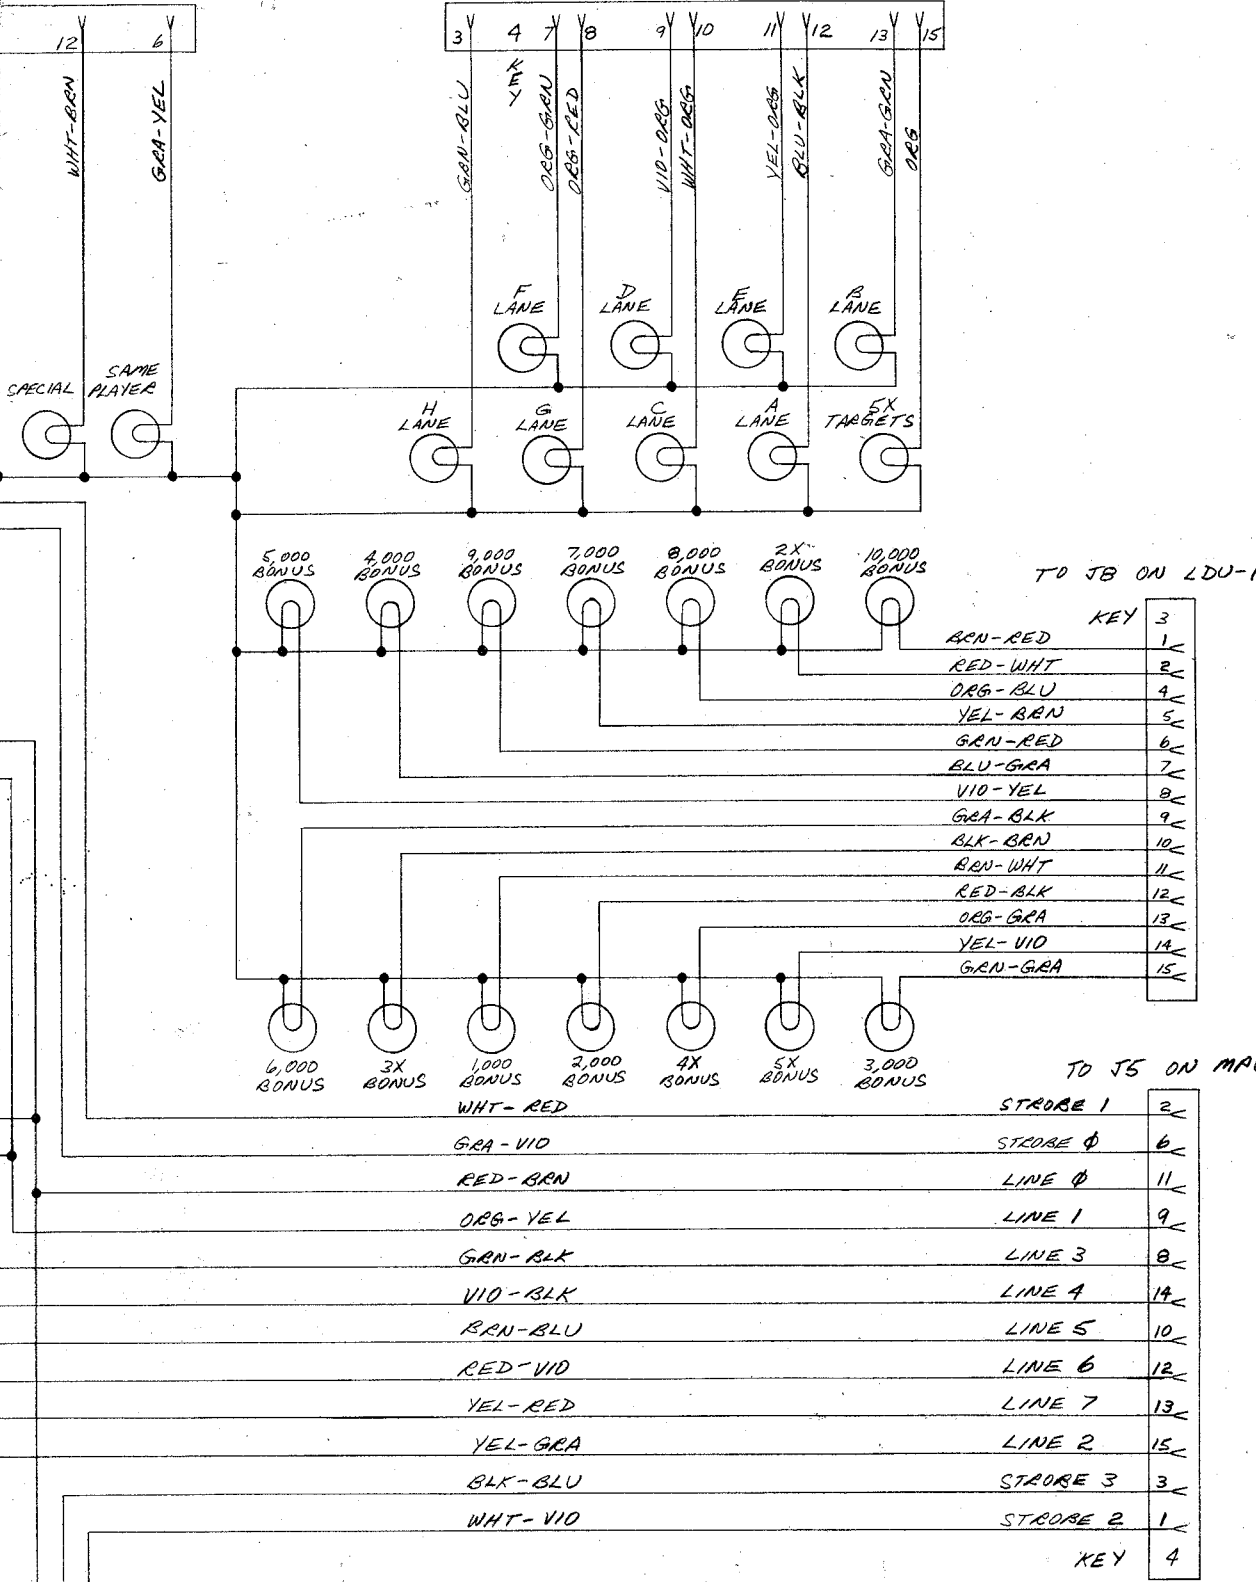 12 6
3 4 7 8 9 10 11 12 13 15
WHT-BRN
GRA-YEL
GRN-BLU
KEY
ORG-GRN
ORG-RED
VIO-ORG
WHT-ORG
YEL-ORG
BLU-BLK
GRA-GRN
ORG
F LANE
D LANE
E LANE
B LANE
SPECIAL
SAME PLAYER
H LANE
G LANE
C LANE
A LANE
5X TARGETS
5,000 BONUS
4,000 BONUS
9,000 BONUS
7,000 BONUS
8,000 BONUS
2X BONUS
10,000 BONUS
TO J8 ON LDU-1
KEY 3
BRN-RED 1
RED-WHT 2
ORG-BLU 4
YEL-BRN 5
GRN-RED 6
BLU-GRA 7
VIO-YEL 8
GRA-BLK 9
BLK-BRN 10
BRN-WHT 11
RED-BLK 12
ORG-GRA 13
YEL-VIO 14
GRN-GRA 15
6,000 BONUS
3X BONUS
1,000 BONUS
2,000 BONUS
4X BONUS
5X BONUS
3,000 BONUS
TO J5 ON
WHT-RED STROBE 1 2
GRA-VIO STROBE Ø 6
RED-BRN LINE Ø 11
ORG-YEL LINE 1 9
GRN-BLK LINE 3 8
VIO-BLK LINE 4 14
BRN-BLU LINE 5 10
RED-VIO LINE 6 12
YEL-RED LINE 7 13
YEL-GRA LINE 2 15
BLK-BLU STROBE 3 3
WHT-VIO STROBE 2 1
KEY 4